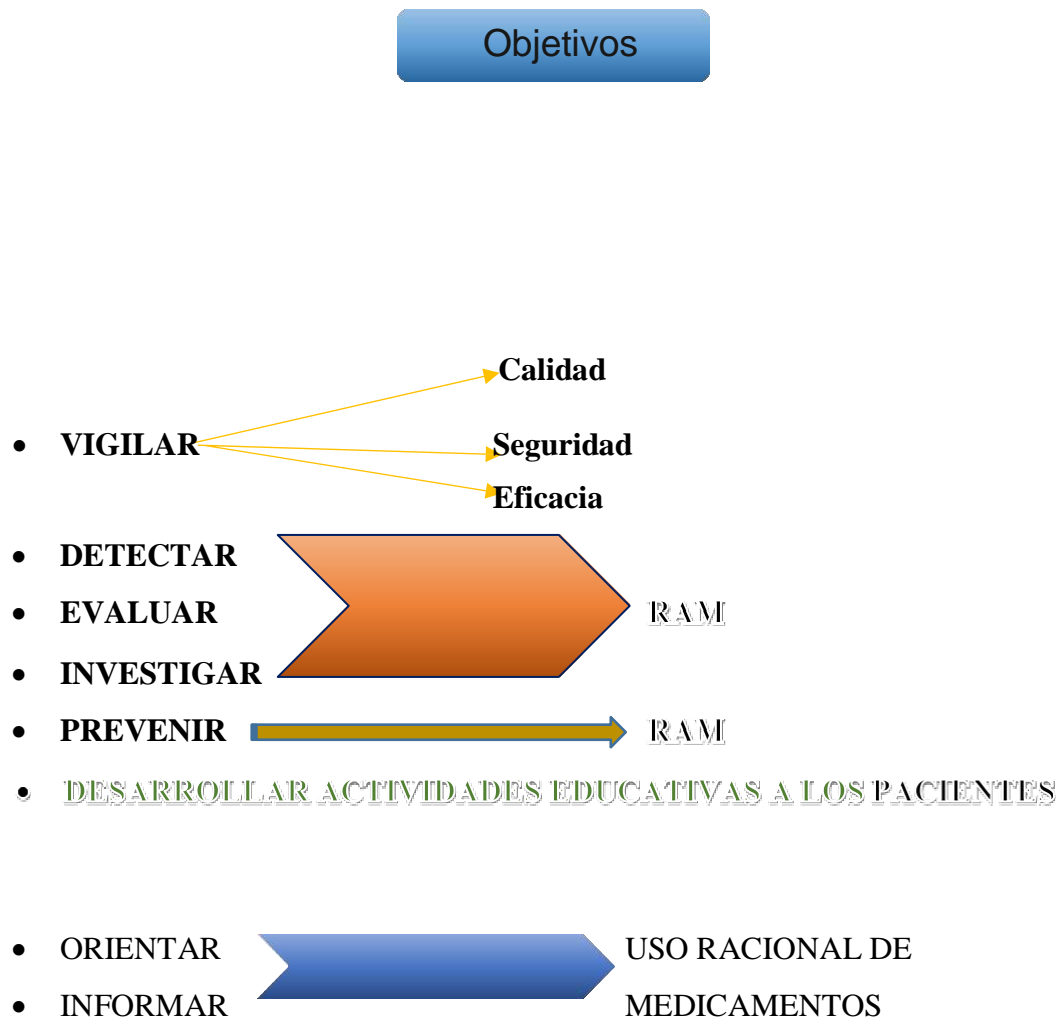 Objetivos
Calidad
• VIGILAR Seguridad
Eficacia
• DETECTAR
• EVALUAR RAM
• INVESTIGAR
• PREVENIR RAM
• DESARROLLAR ACTIVIDADES EDUCATIVAS A LOS PACIENTES
• ORIENTAR USO RACIONAL DE
• INFORMAR MEDICAMENTOS